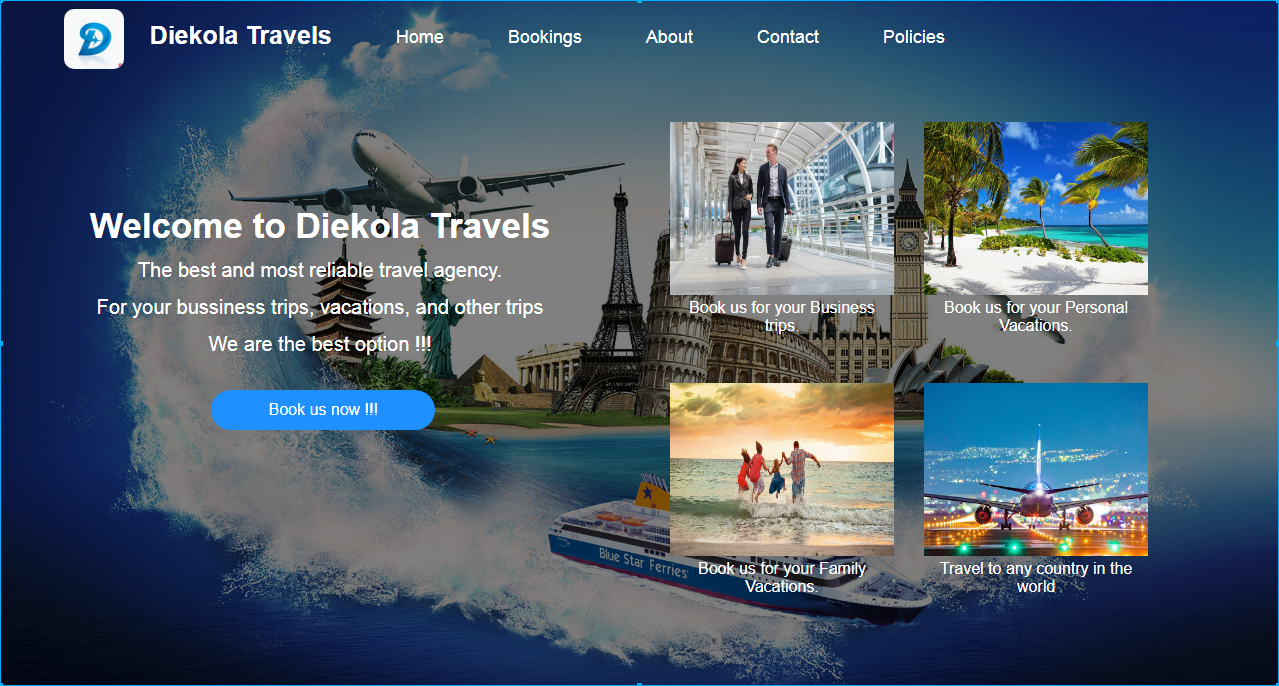 Diekola Travels
Home
Bookings
About
Contact
Policies
Welcome to Diekola Travels
The best and most reliable travel agency.
For your bussiness trips, vacations, and other trips
We are the best option !!!
Book us now !!!
Book us for your Business
trips.
Book us for your Personal
Vacations.
Blue Star Ferries
Book us for your Family
Vacations.
Travel to any country in the
world